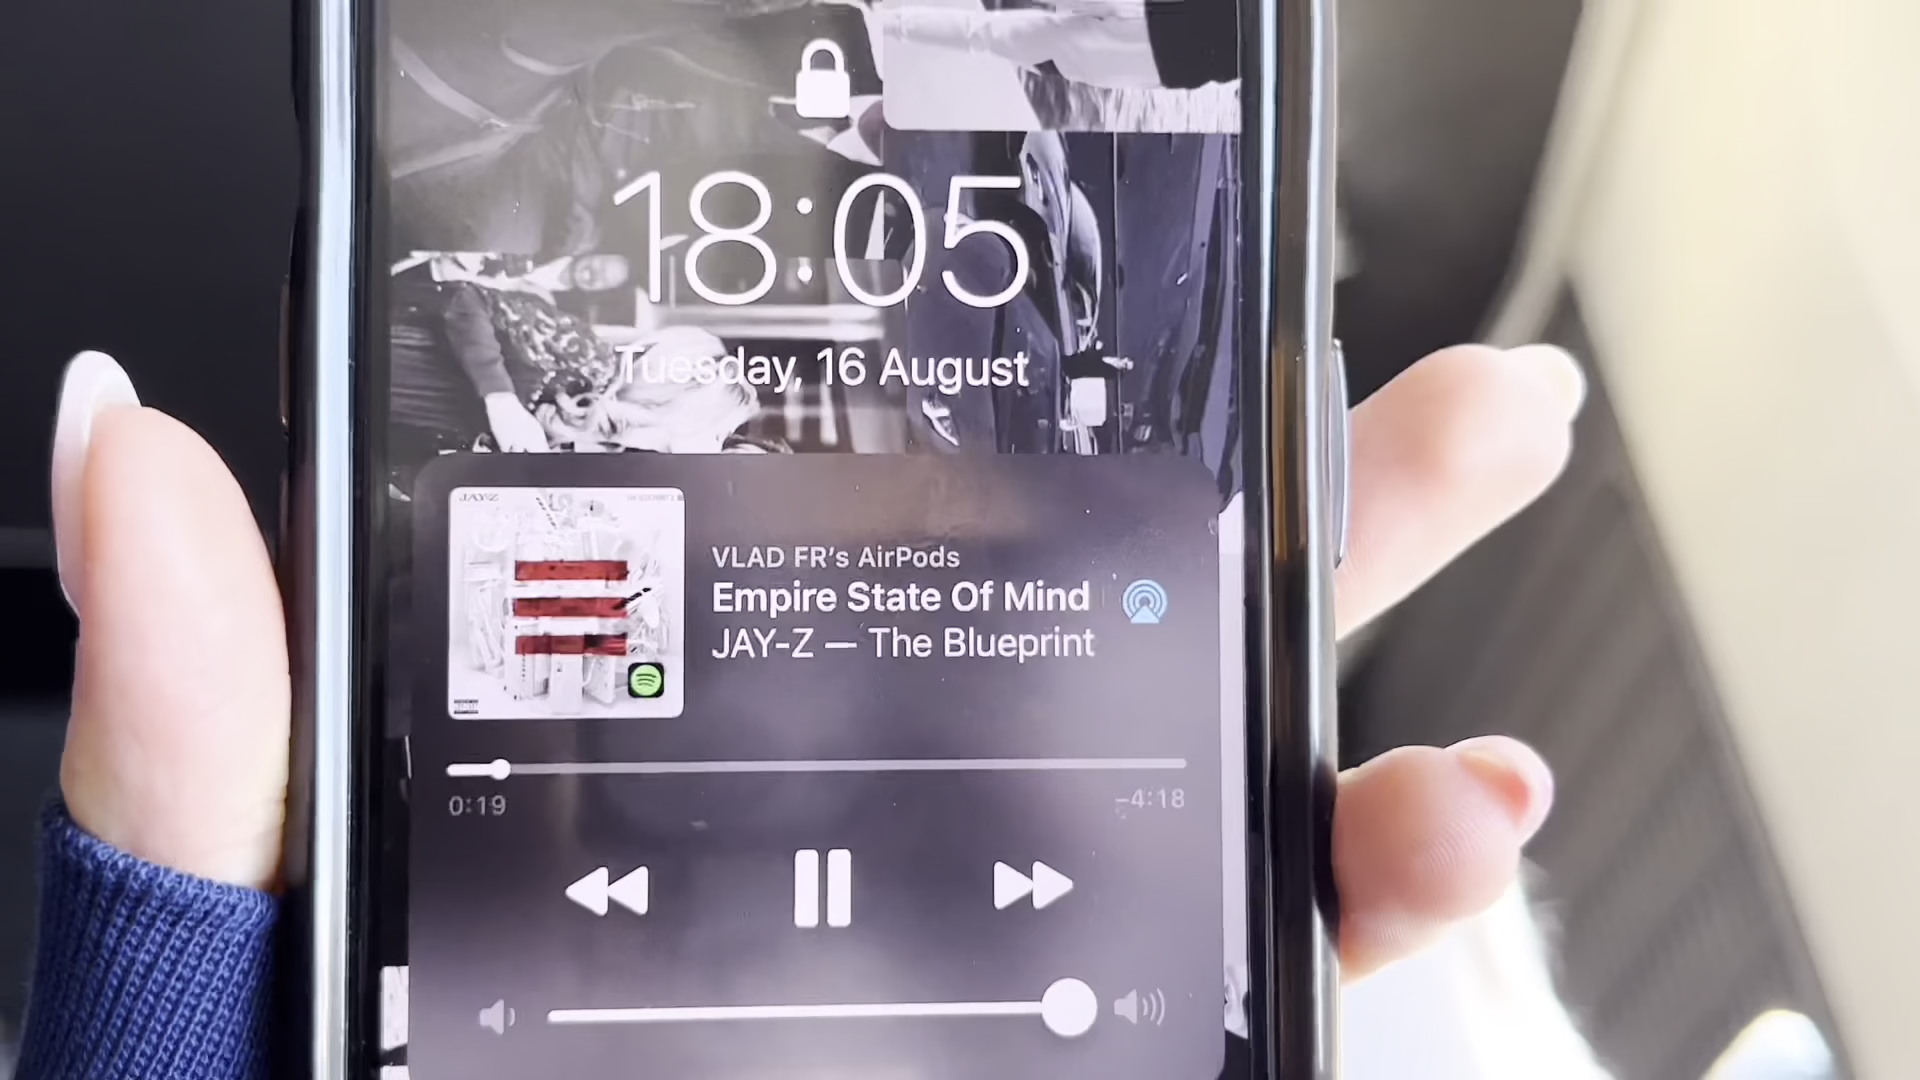 18:05
Tuesday, 16 August
JAY-Z
VLAD FR's AirPods
Empire State Of Mind
JAY-Z — The Blueprint
0:19
-4:18